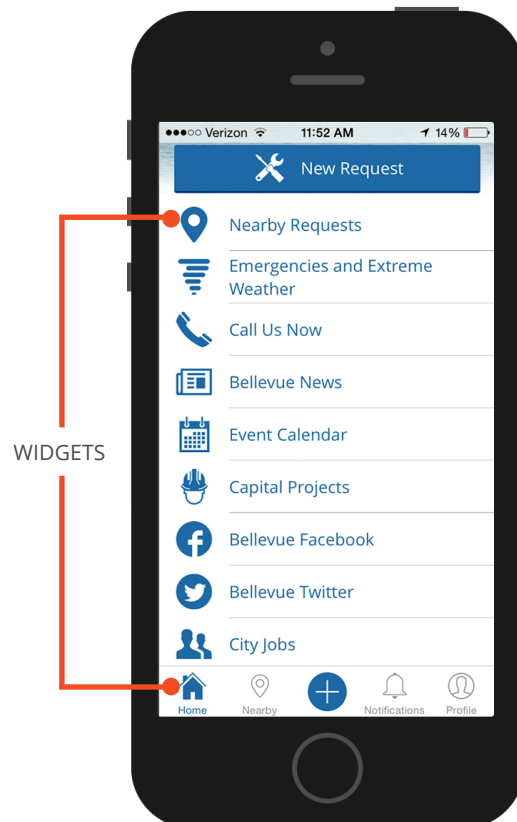 Verizon 11:52 AM 14%
New Request
Nearby Requests
Emergencies and Extreme
Weather
Call Us Now
Bellevue News
Event Calendar
WIDGETS
Capital Projects
Bellevue Facebook
Bellevue Twitter
City Jobs
Home Nearby Notifications Profile